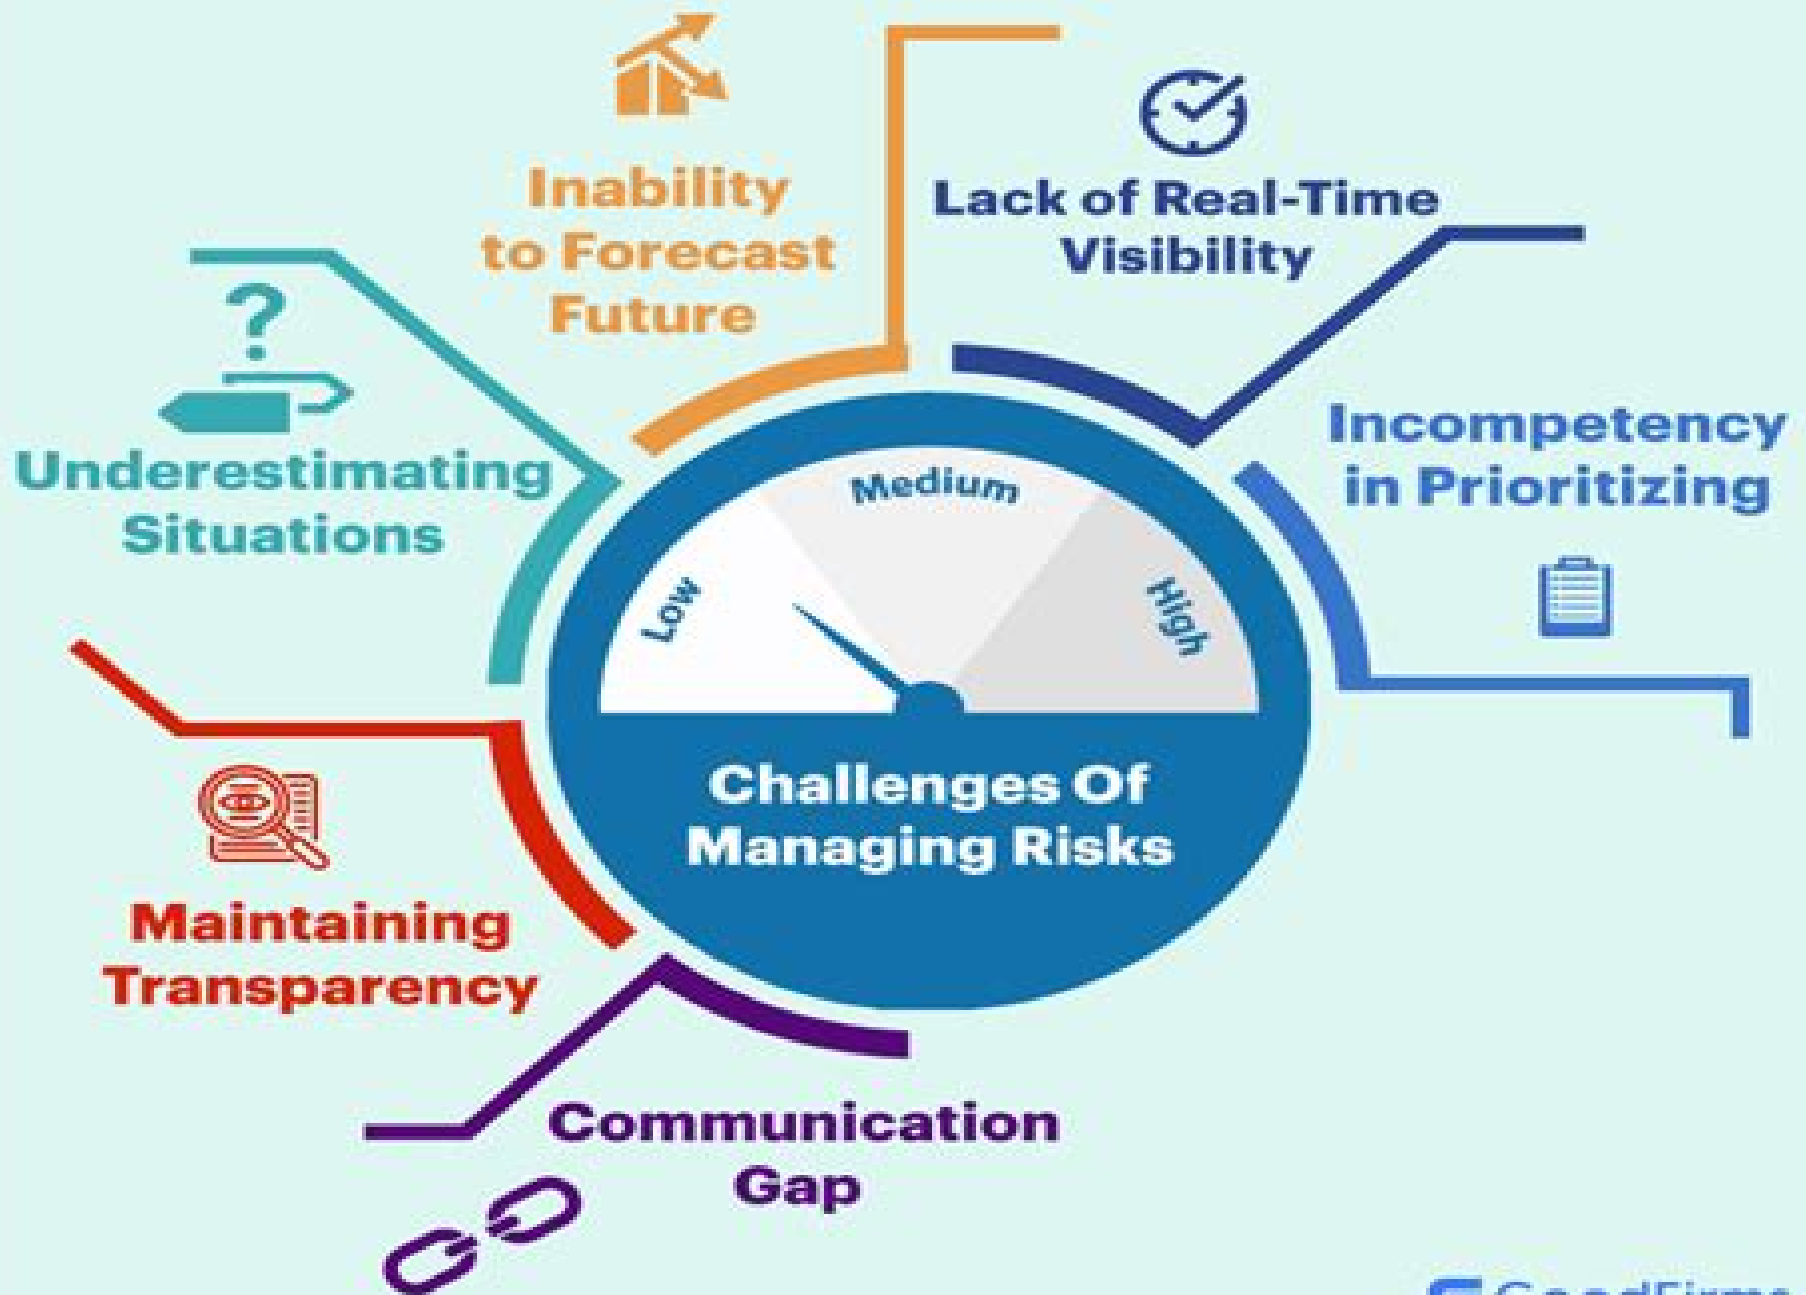 Inability
to Forecast
Future
Lack of Real-Time
Visibility
?
Underestimating
Situations
Incompetency
in Prioritizing
Medium
Low
High
Challenges Of
Managing Risks
Maintaining
Transparency
Communication
Gap
GoodFirms